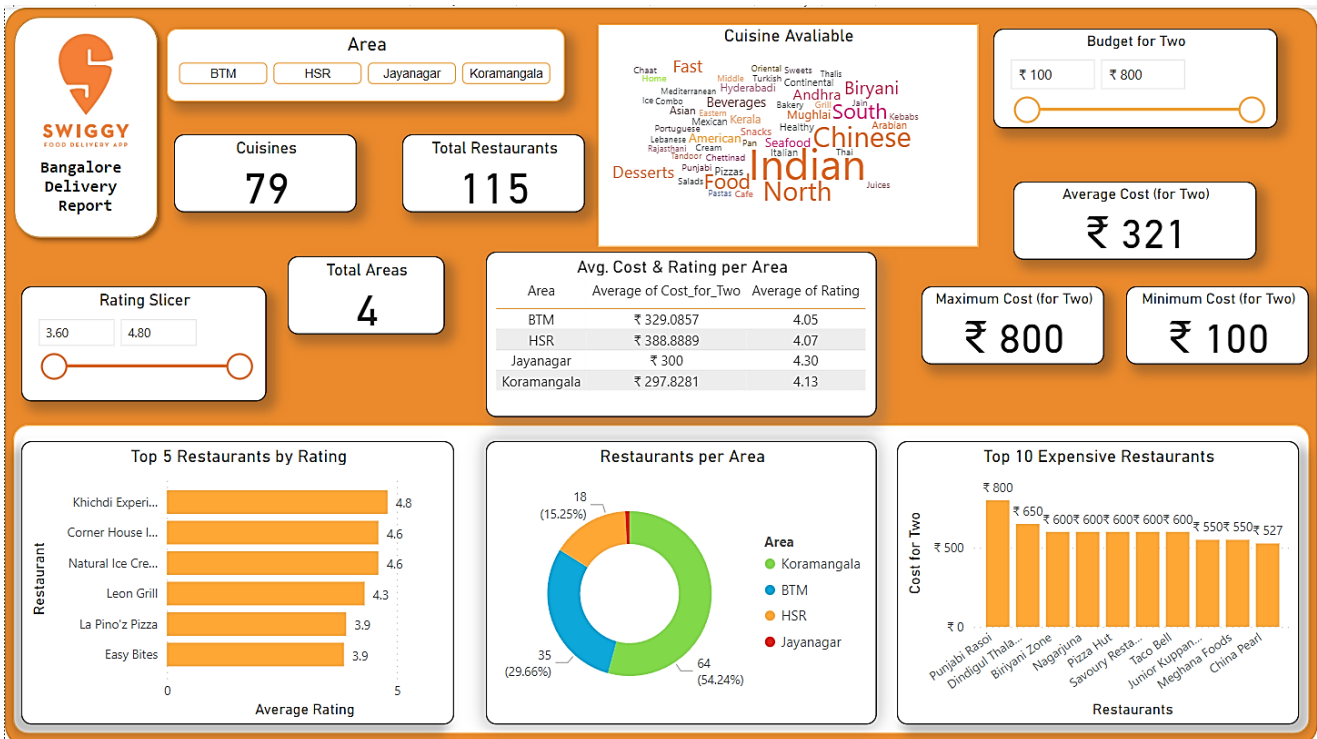 SWIGGY
FOOD DELIVERY APP
Bangalore
Delivery
Report
Area
BTM HSR Jayanagar Koramangala
Cuisines
79
Total Restaurants
115
Cuisine Avaliable
Chaat Fast Oriental Sweets Thalis
Home Middle Turkish Continental
Mediterranean Hyderabadi Andhra Biryani
Ice Combo Beverages Bakery Grill Jain
Asian Eastern Mughlai South Kebabs
Mexican Kerala Healthy Arabian
Portuguese Snacks Chinese
Lebanese American Pan Seafood
Rajasthani Cream Italian Thai
Tandoor Chettinad Indian
Desserts Punjabi Pizzas
Salads Food North Juices
Pastas Cafe
Budget for Two
₹ 100 ₹ 800
Average Cost (for Two)
₹ 321
Total Areas
4
Rating Slicer
3.60 4.80
Avg. Cost & Rating per Area
Area Average of Cost_for_Two Average of Rating
BTM ₹ 329.0857 4.05
HSR ₹ 388.8889 4.07
Jayanagar ₹ 300 4.30
Koramangala ₹ 297.8281 4.13
Maximum Cost (for Two)
₹ 800
Minimum Cost (for Two)
₹ 100
Top 5 Restaurants by Rating
Restaurant
Khichdi Experi... 4.8
Corner House I... 4.6
Natural Ice Cre... 4.6
Leon Grill 4.3
La Pino'z Pizza 3.9
Easy Bites 3.9
0 5
Average Rating
Restaurants per Area
18
(15.25%)
35
(29.66%)
64
(54.24%)
Area
Koramangala
BTM
HSR
Jayanagar
Top 10 Expensive Restaurants
Cost for Two
₹ 500
₹ 0
₹ 800 ₹ 650 ₹ 600 ₹ 600 ₹ 600 ₹ 600 ₹ 600 ₹ 550 ₹ 550 ₹ 527
Punjabi Rasoi
Dindigul Thala...
Biriyani Zone
Nagarjuna
Pizza Hut
Savoury Resta...
Taco Bell
Junior Kuppan...
Meghana Foods
China Pearl
Restaurants